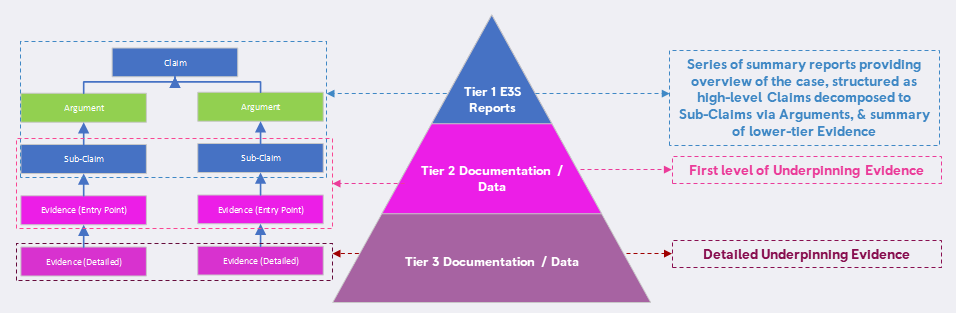 Claim
Argument
Argument
Sub-Claim
Sub-Claim
Evidence (Entry Point)
Evidence (Entry Point)
Evidence (Detailed)
Evidence (Detailed)
Tier 1 E3S
Reports
Tier 2 Documentation /
Data
Tier 3 Documentation / Data
Series of summary reports providing
overview of the case, structured as
high-level Claims decomposed to
Sub-Claims via Arguments, & summary
of lower-tier Evidence
First level of Underpinning Evidence
Detailed Underpinning Evidence